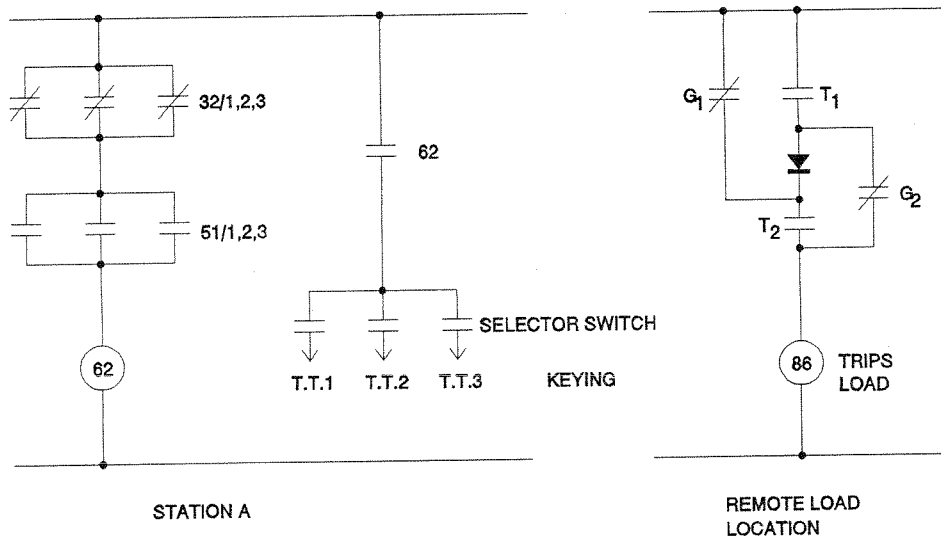 32/1,2,3
51/1,2,3
62
62
SELECTOR SWITCH
T.T.1 T.T.2 T.T.3 KEYING
STATION A
G1
T1
G2
T2
86
TRIPS
LOAD
REMOTE LOAD
LOCATION